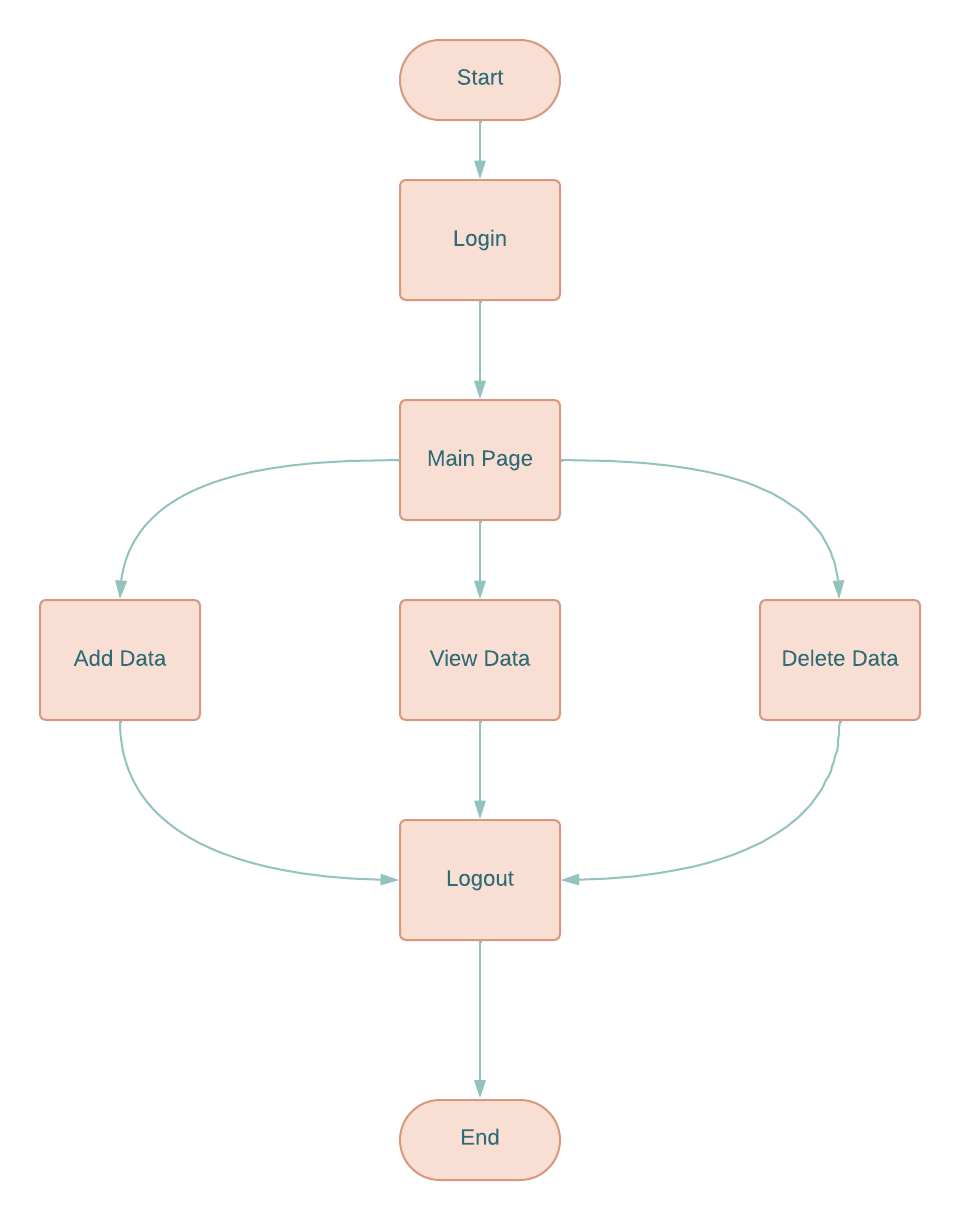 Start
Login
Main Page
Add Data
View Data
Delete Data
Logout
End